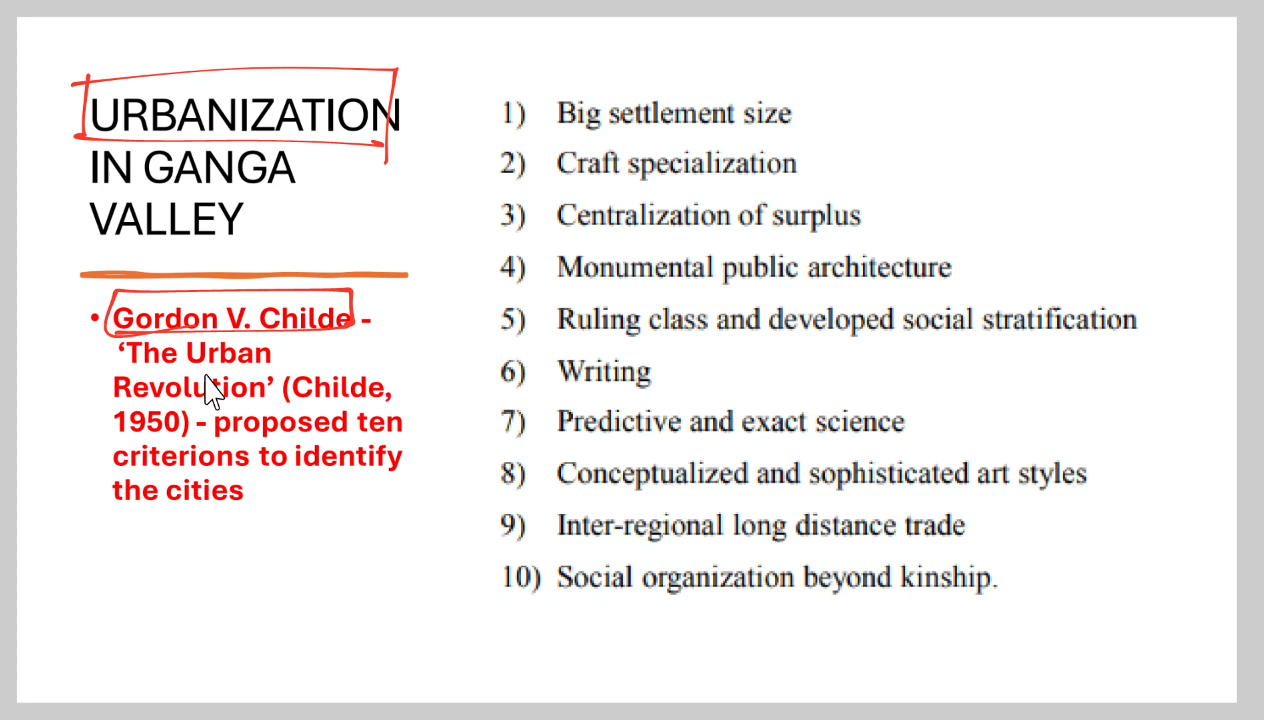 URBANIZATION
IN GANGA
VALLEY
• Gordon V. Childe -
‘The Urban
Revolution’ (Childe,
1950) - proposed ten
criterions to identify
the cities
1) Big settlement size
2) Craft specialization
3) Centralization of surplus
4) Monumental public architecture
5) Ruling class and developed social stratification
6) Writing
7) Predictive and exact science
8) Conceptualized and sophisticated art styles
9) Inter-regional long distance trade
10) Social organization beyond kinship.